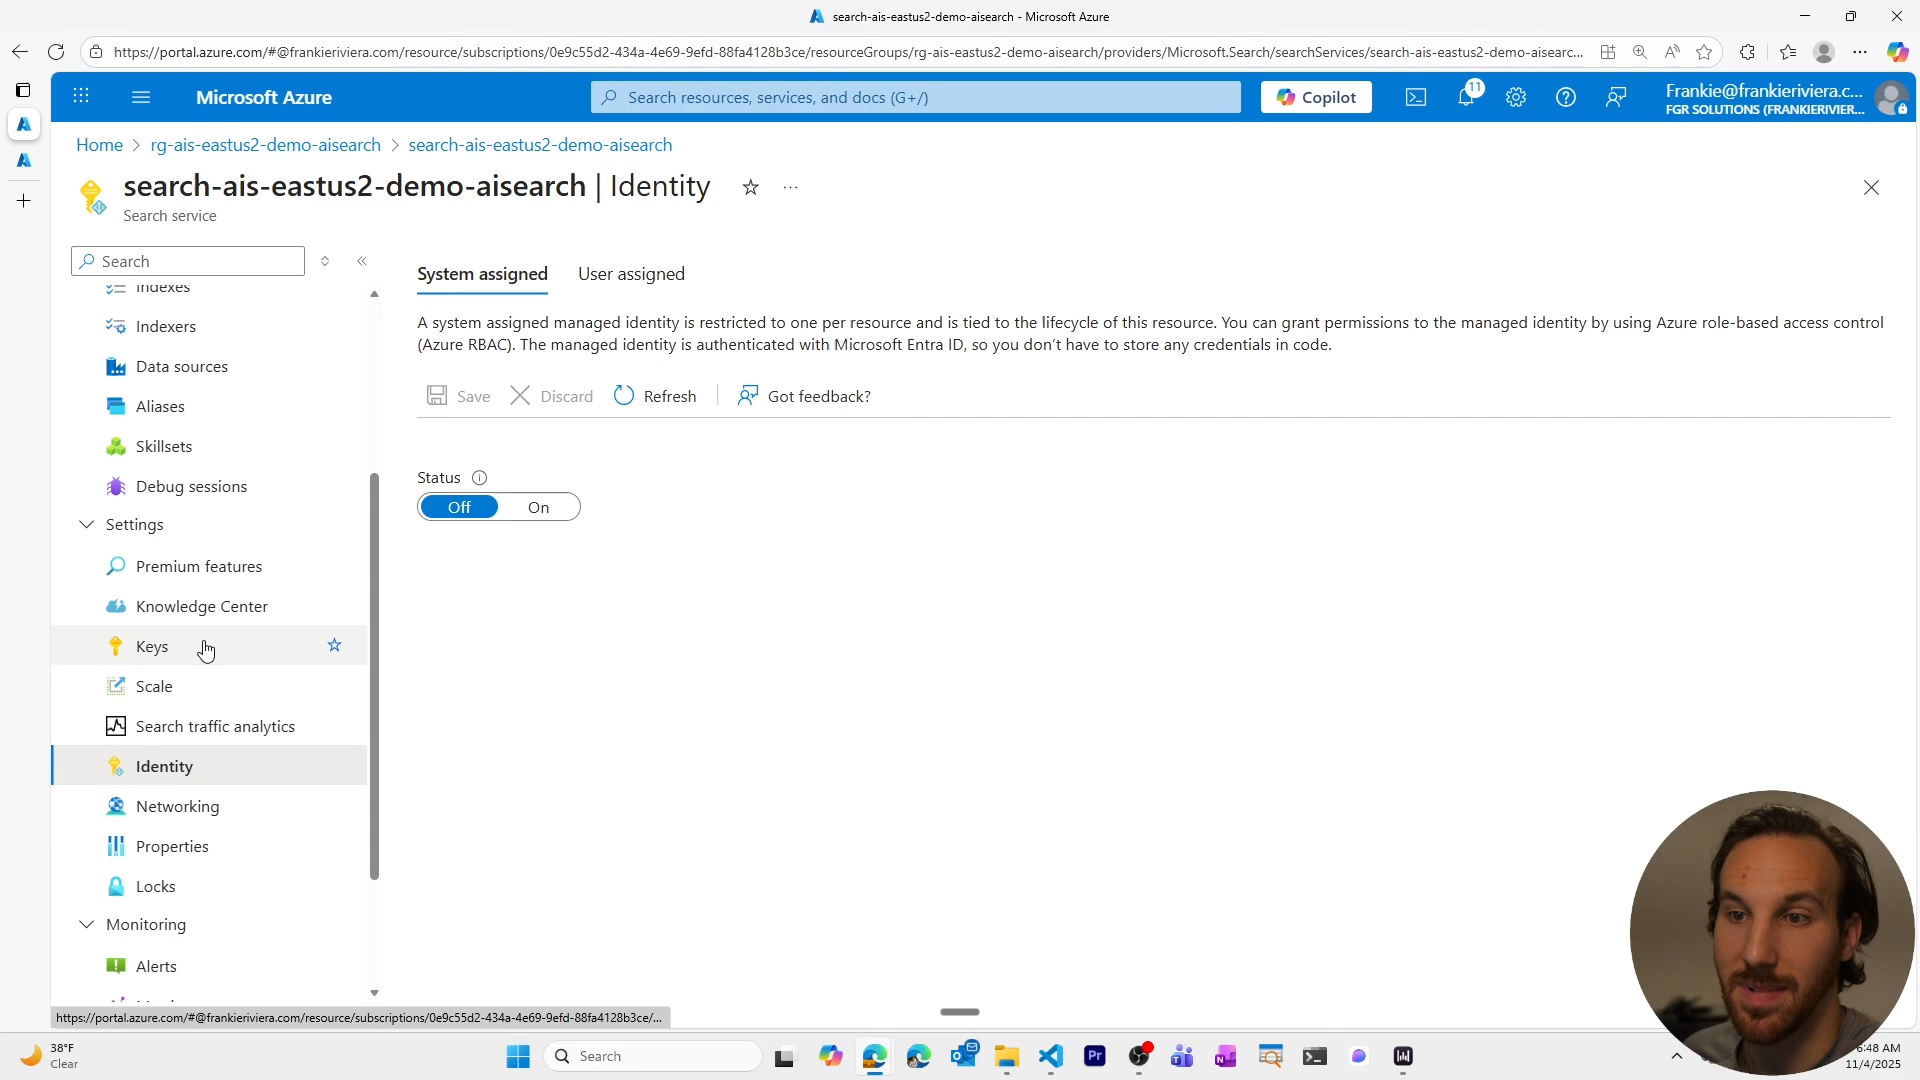 search-ais-eastus2-demo-aisearch - Microsoft Azure
https://portal.azure.com/#@frankieriviera.com/resource/subscriptions/0e9c55d2-434a-4e69-9efd-88fa4128b3ce/resourceGroups/rg-ais-eastus2-demo-aisearch/providers/Microsoft.Search/searchServices/search-ais-eastus2-demo-aisearc...
Microsoft Azure
Search resources, services, and docs (G+/)
Copilot
11
Frankie@frankieriviera.c...
FGR SOLUTIONS (FRANKIERIVIER...
Home > rg-ais-eastus2-demo-aisearch > search-ais-eastus2-demo-aisearch
search-ais-eastus2-demo-aisearch | Identity
Search service
Search
Indexes
Indexers
Data sources
Aliases
Skillsets
Debug sessions
Settings
Premium features
Knowledge Center
Keys
Scale
Search traffic analytics
Identity
Networking
Properties
Locks
Monitoring
Alerts
System assigned
User assigned
A system assigned managed identity is restricted to one per resource and is tied to the lifecycle of this resource. You can grant permissions to the managed identity by using Azure role-based access control
(Azure RBAC). The managed identity is authenticated with Microsoft Entra ID, so you don't have to store any credentials in code.
Save
Discard
Refresh
Got feedback?
Status
Off
On
https://portal.azure.com/#@frankieriviera.com/resource/subscriptions/0e9c55d2-434a-4e69-9efd-88fa4128b3ce/...
38°F
Clear
Search
6:48 AM
11/4/2025